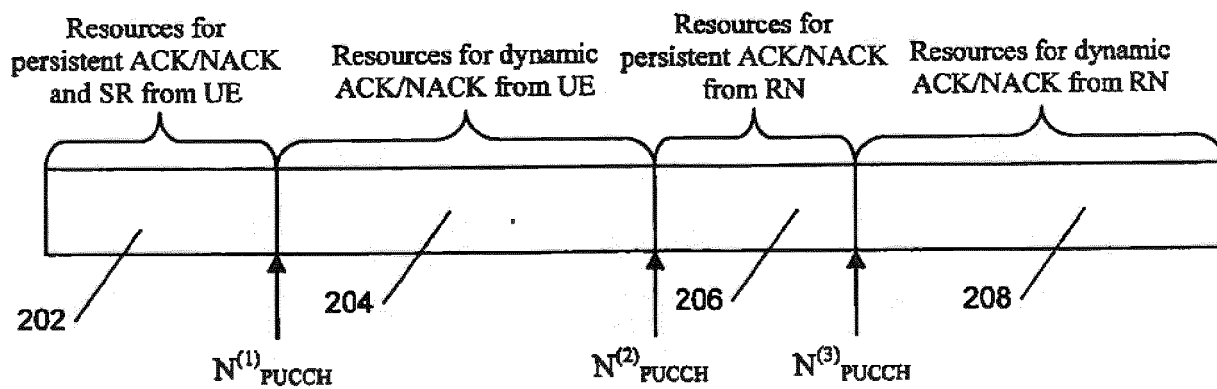 Resources for
persistent ACK/NACK
and SR from UE
Resources for dynamic
ACK/NACK from UE
Resources for
persistent ACK/NACK
from RN
Resources for dynamic
ACK/NACK from RN
202
204
206
208
N(1)PUCCH
N(2)PUCCH
N(3)PUCCH